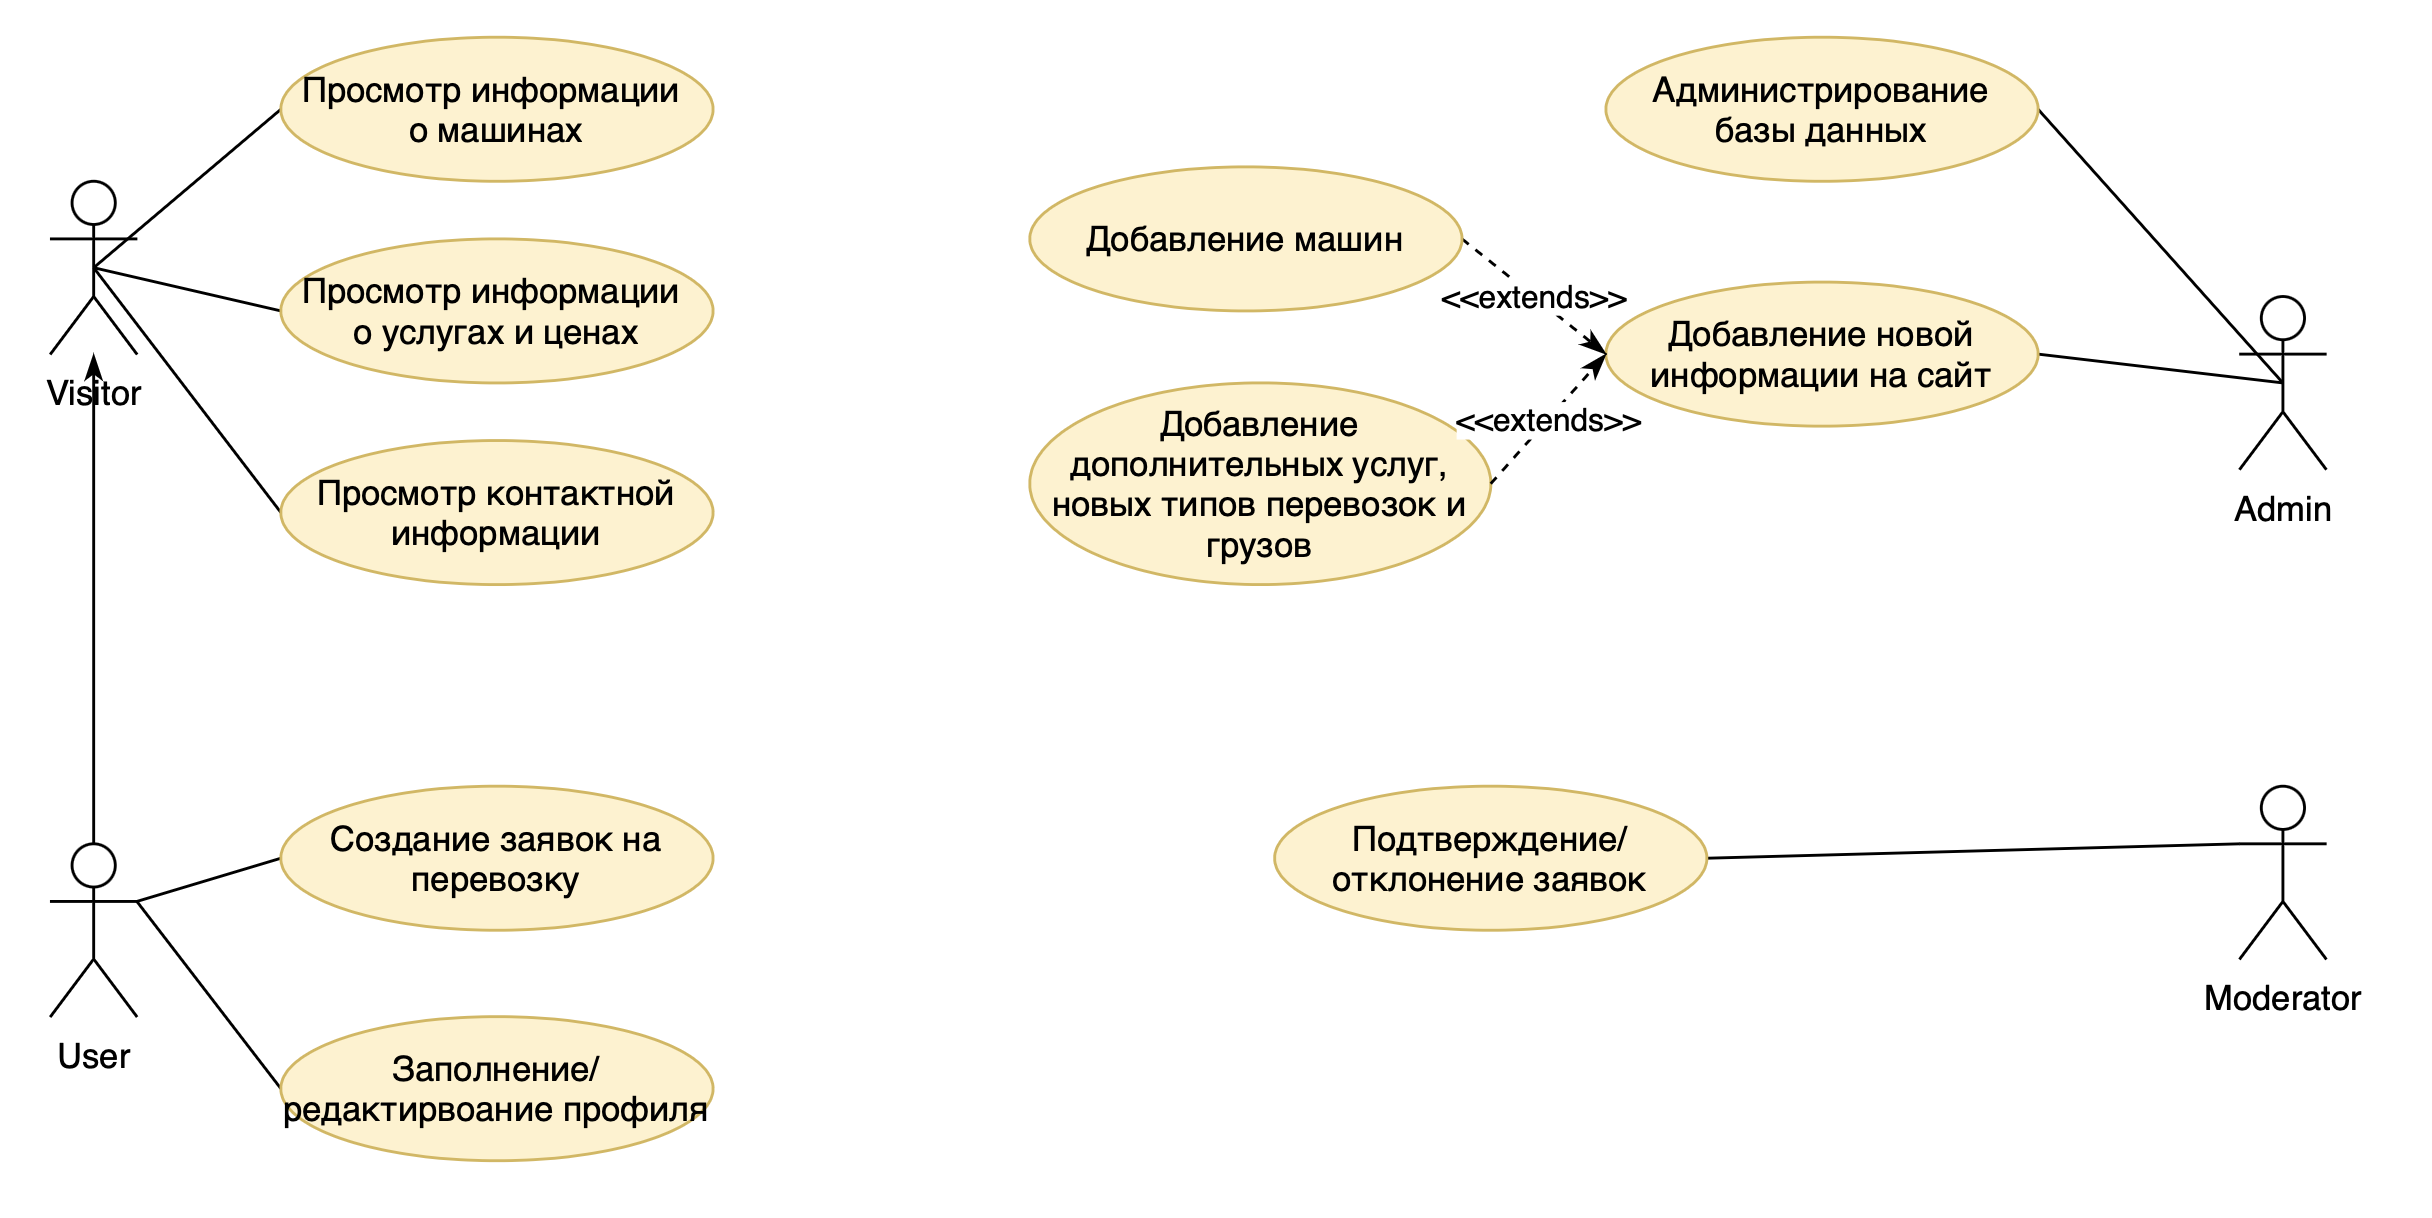 Просмотр информации
о машинах
Просмотр информации
о услугах и ценах
Visitor
Просмотр контактной
информации
Создание заявок на
перевозку
User
Заполнение/
редактирвоание профиля
Администрирование
базы данных
Добавление машин
<<extends>>
Добавление новой
информации на сайт
<<extends>>
Добавление
дополнительных услуг,
новых типов перевозок и
грузов
Admin
Подтверждение/
отклонение заявок
Moderator